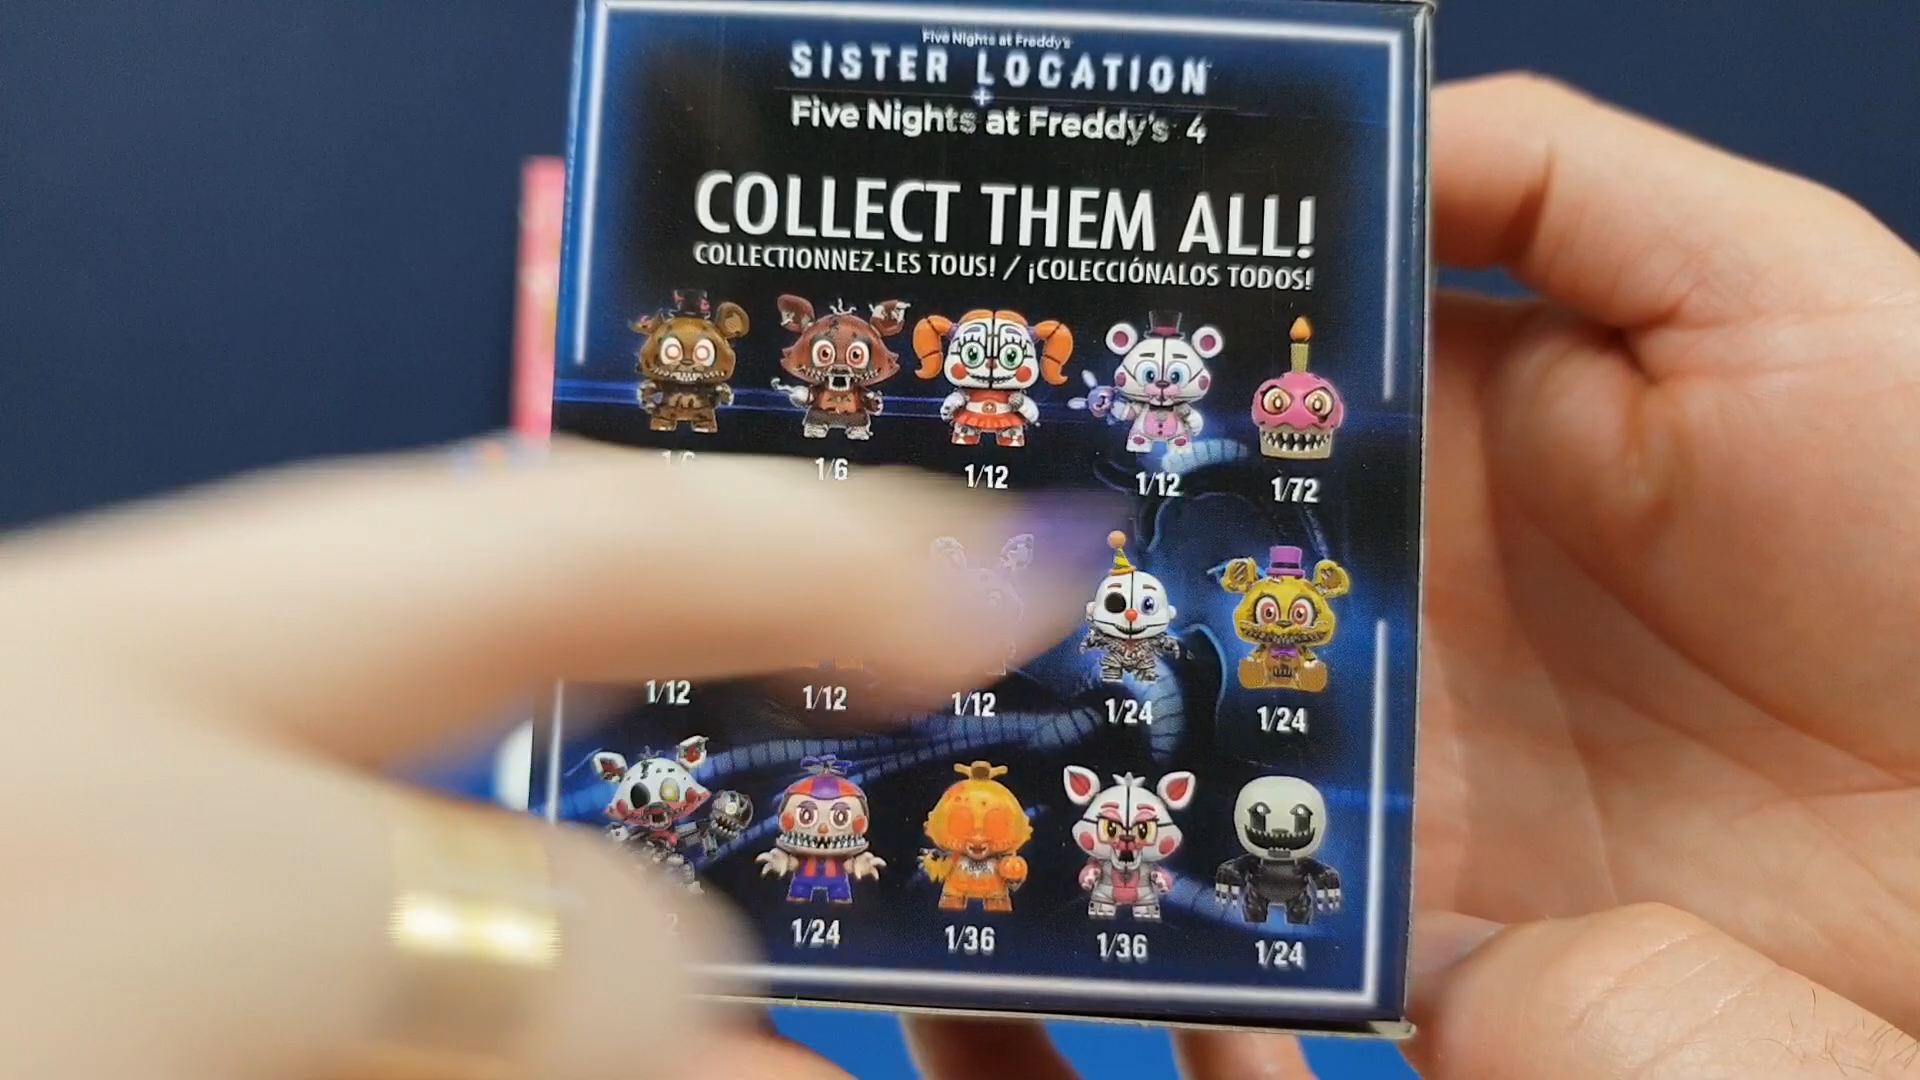 Five Nights at Freddy's
SISTER LOCATION
+
Five Nights at Freddy's 4
COLLECT THEM ALL!
COLLECTIONNEZ-LES TOUS! / ¡COLECCIÓNALOS TODOS!
1/6 1/12 1/12 1/72
1/12 1/12 1/12 1/24 1/24
1/24 1/36 1/36 1/24